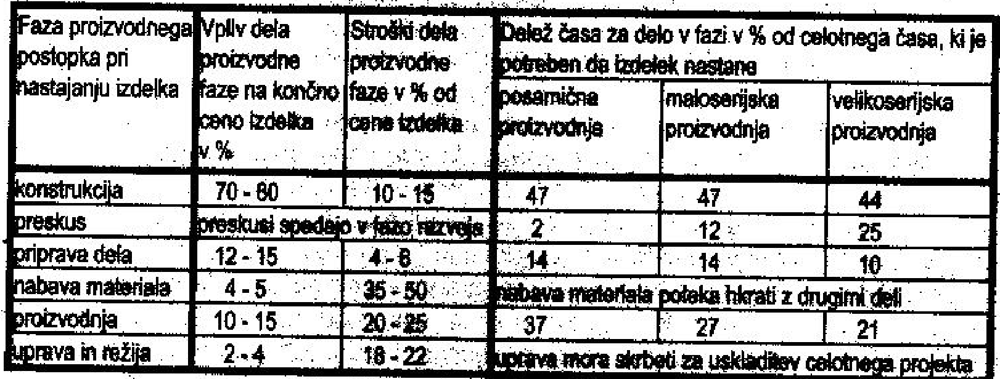 Faza proizvodnega Vpliv dela Stroški dela Delež časa za delo v fazi v % od celotnega časa, ki je
postopka pri proizvodne proizvodne potreben da izdelek nastane
nastajanju izdelka faze na končno faze v % od posamična maloserijska velikoserijska
ceno izdelka cene izdelka proizvodnja proizvodnja proizvodnja
v %
konstrukcija 70 - 80 10 - 15 47 47 44
preskus preskusi spadajo v fazo razvoja 2 12 25
priprava dela 12 - 15 4 - 6 14 14 10
nabava materiala 4 - 5 35 - 50 nabava materiala poteka hkrati z drugimi deli
proizvodnja 10 - 15 20 - 25 37 27 21
uprava in režija 2 - 4 18 - 22 uprava mora skrbeti za uskladitev celotnega projekta